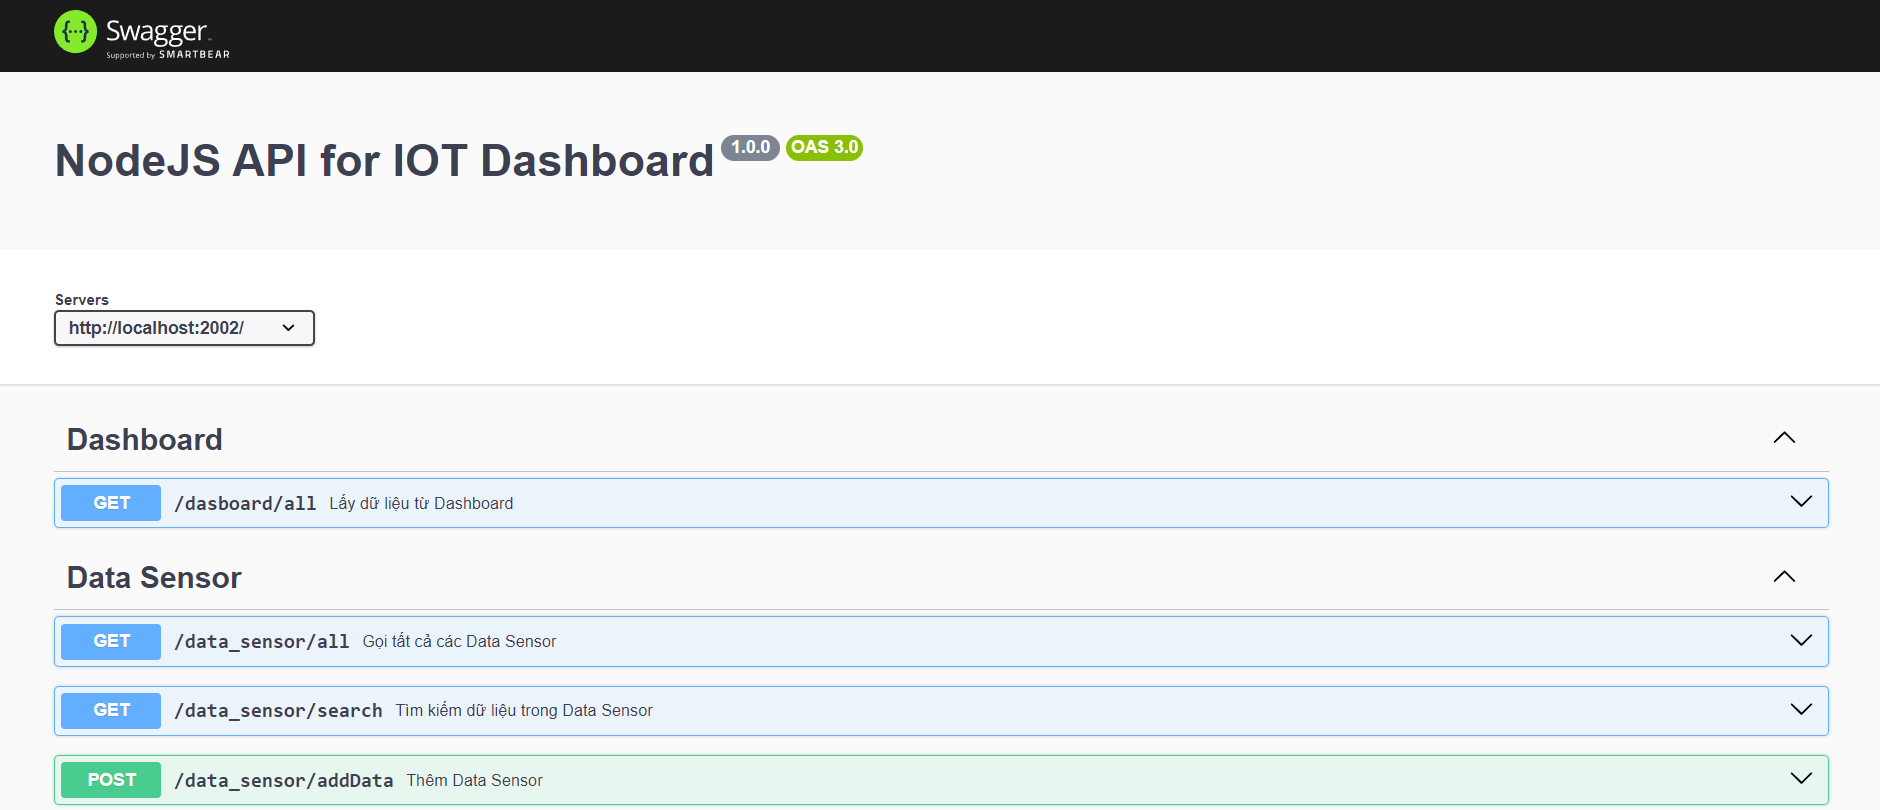 {...} Swagger
Supported by SMARTBEAR
NodeJS API for IOT Dashboard 1.0.0 OAS 3.0
Servers
http://localhost:2002/
Dashboard
GET /dasboard/all Lấy dữ liệu từ Dashboard
Data Sensor
GET /data_sensor/all Gọi tất cả các Data Sensor
GET /data_sensor/search Tìm kiếm dữ liệu trong Data Sensor
POST /data_sensor/addData Thêm Data Sensor